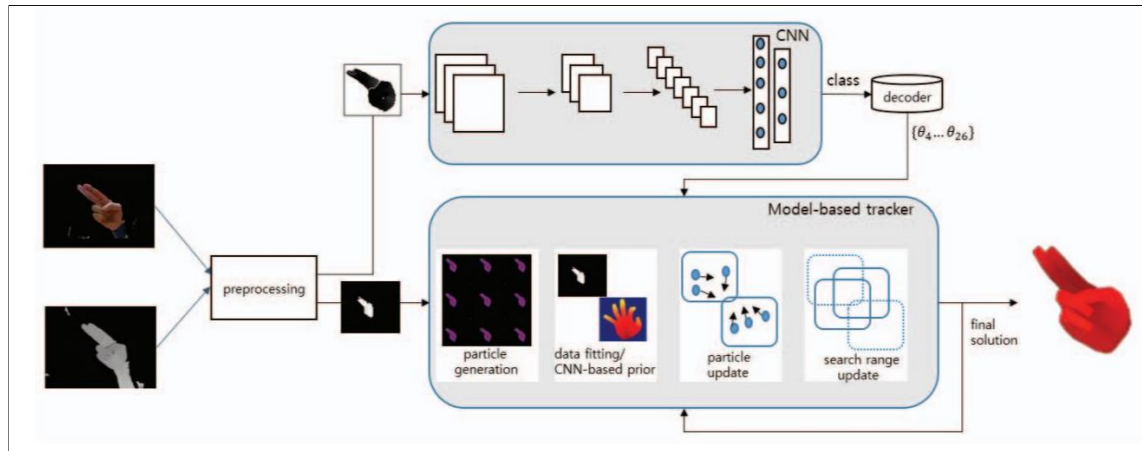 CNN
class
decoder
{θ₄ … θ₂₆}
Model-based tracker
preprocessing
particle
generation
data fitting/
CNN-based prior
particle
update
search range
update
final
solution